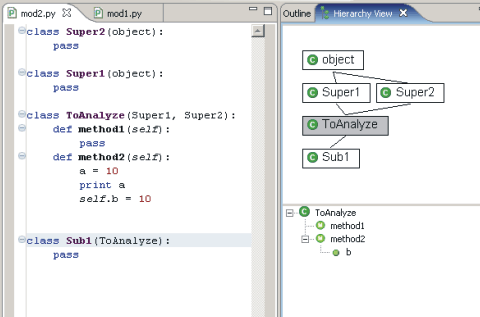 mod2.py
mod1.py
class Super2(object):
pass
class Super1(object):
pass
class ToAnalyze(Super1, Super2):
def method1(self):
pass
def method2(self):
a = 10
print a
self.b = 10
class Sub1(ToAnalyze):
pass
Outline
Hierarchy View
object
Super1
Super2
ToAnalyze
Sub1
ToAnalyze
method1
method2
b